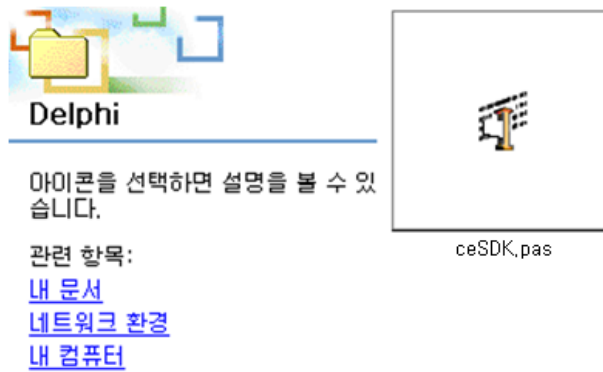 Delphi
아이콘을 선택하면 설명을 볼 수 있
습니다.
관련 항목:
내 문서
네트워크 환경
내 컴퓨터
ceSDK.pas